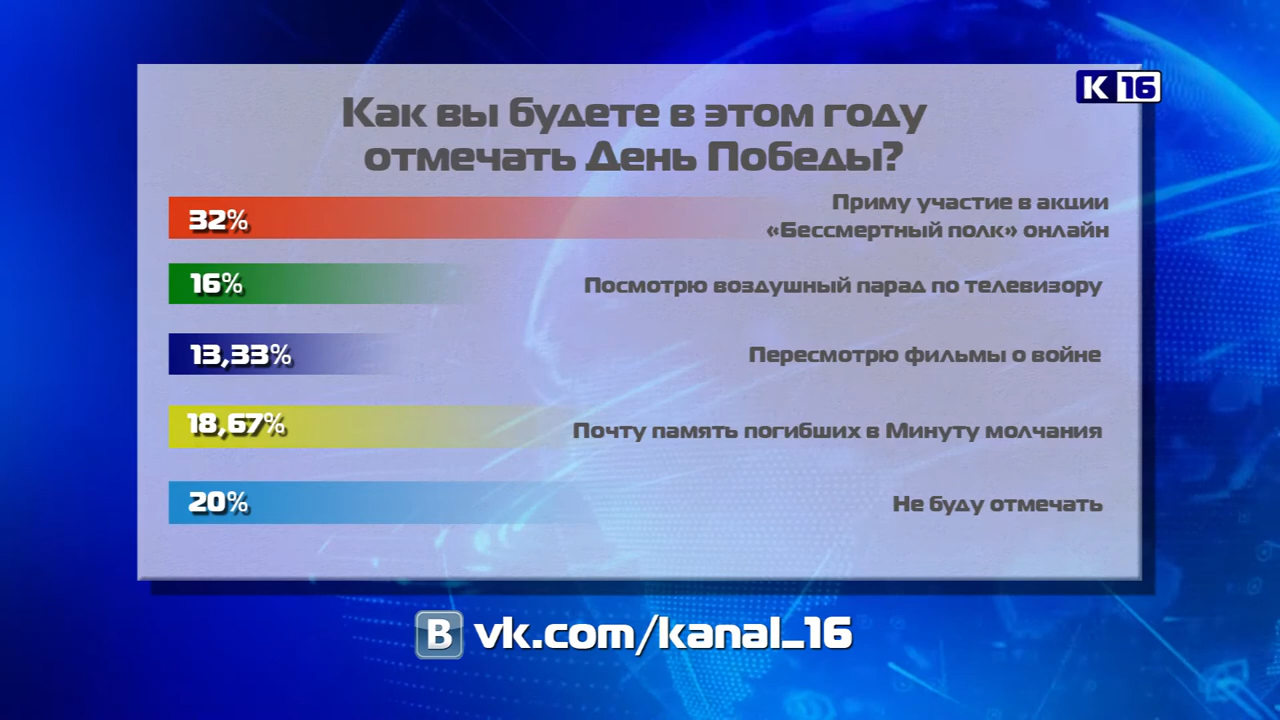 К 16
Как вы будете в этом году
отмечать День Победы?
32%
Приму участие в акции
«Бессмертный полк» онлайн
16%
Посмотрю воздушный парад по телевизору
13,33%
Пересмотрю фильмы о войне
18,67%
Почту память погибших в Минуту молчания
20%
Не буду отмечать
В vk.com/kanal_16